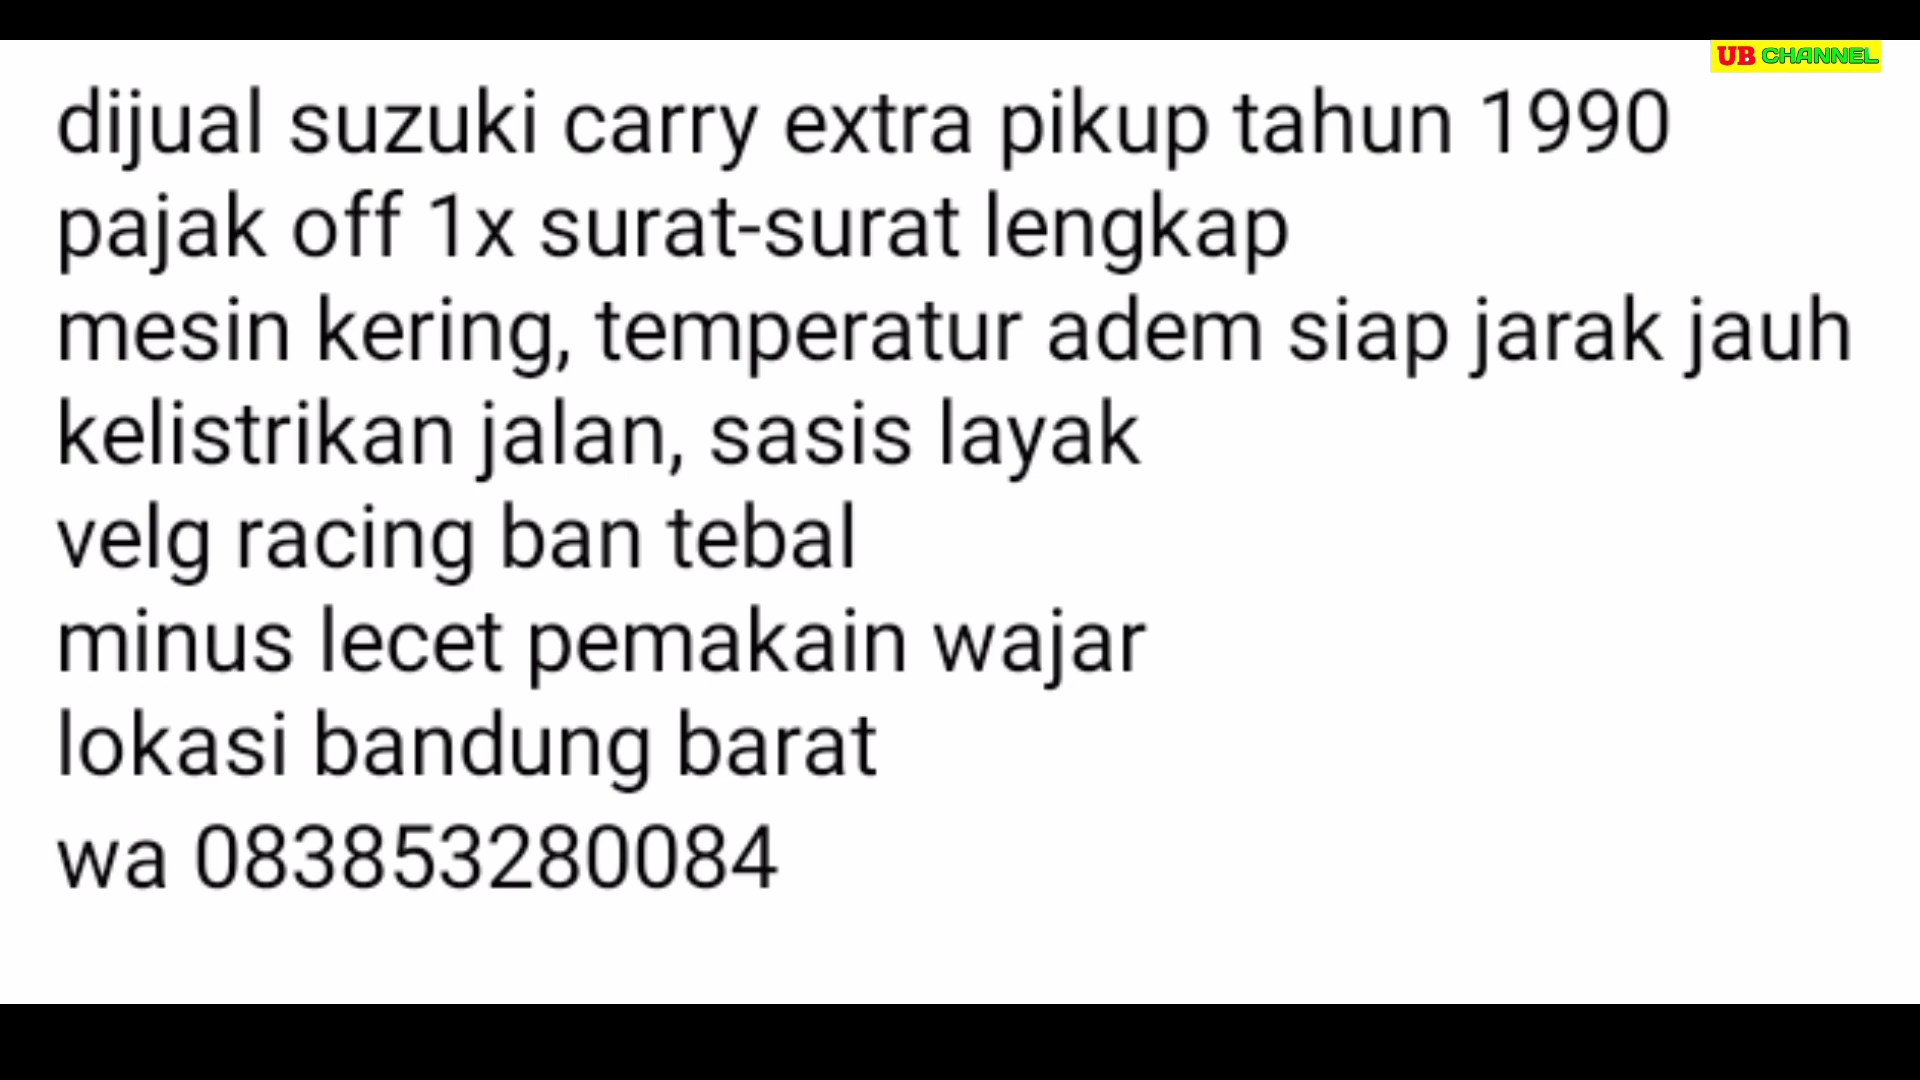 UB CHANNEL
dijual suzuki carry extra pikup tahun 1990
pajak off 1x surat-surat lengkap
mesin kering, temperatur adem siap jarak jauh
kelistrikan jalan, sasis layak
velg racing ban tebal
minus lecet pemakain wajar
lokasi bandung barat
wa 083853280084